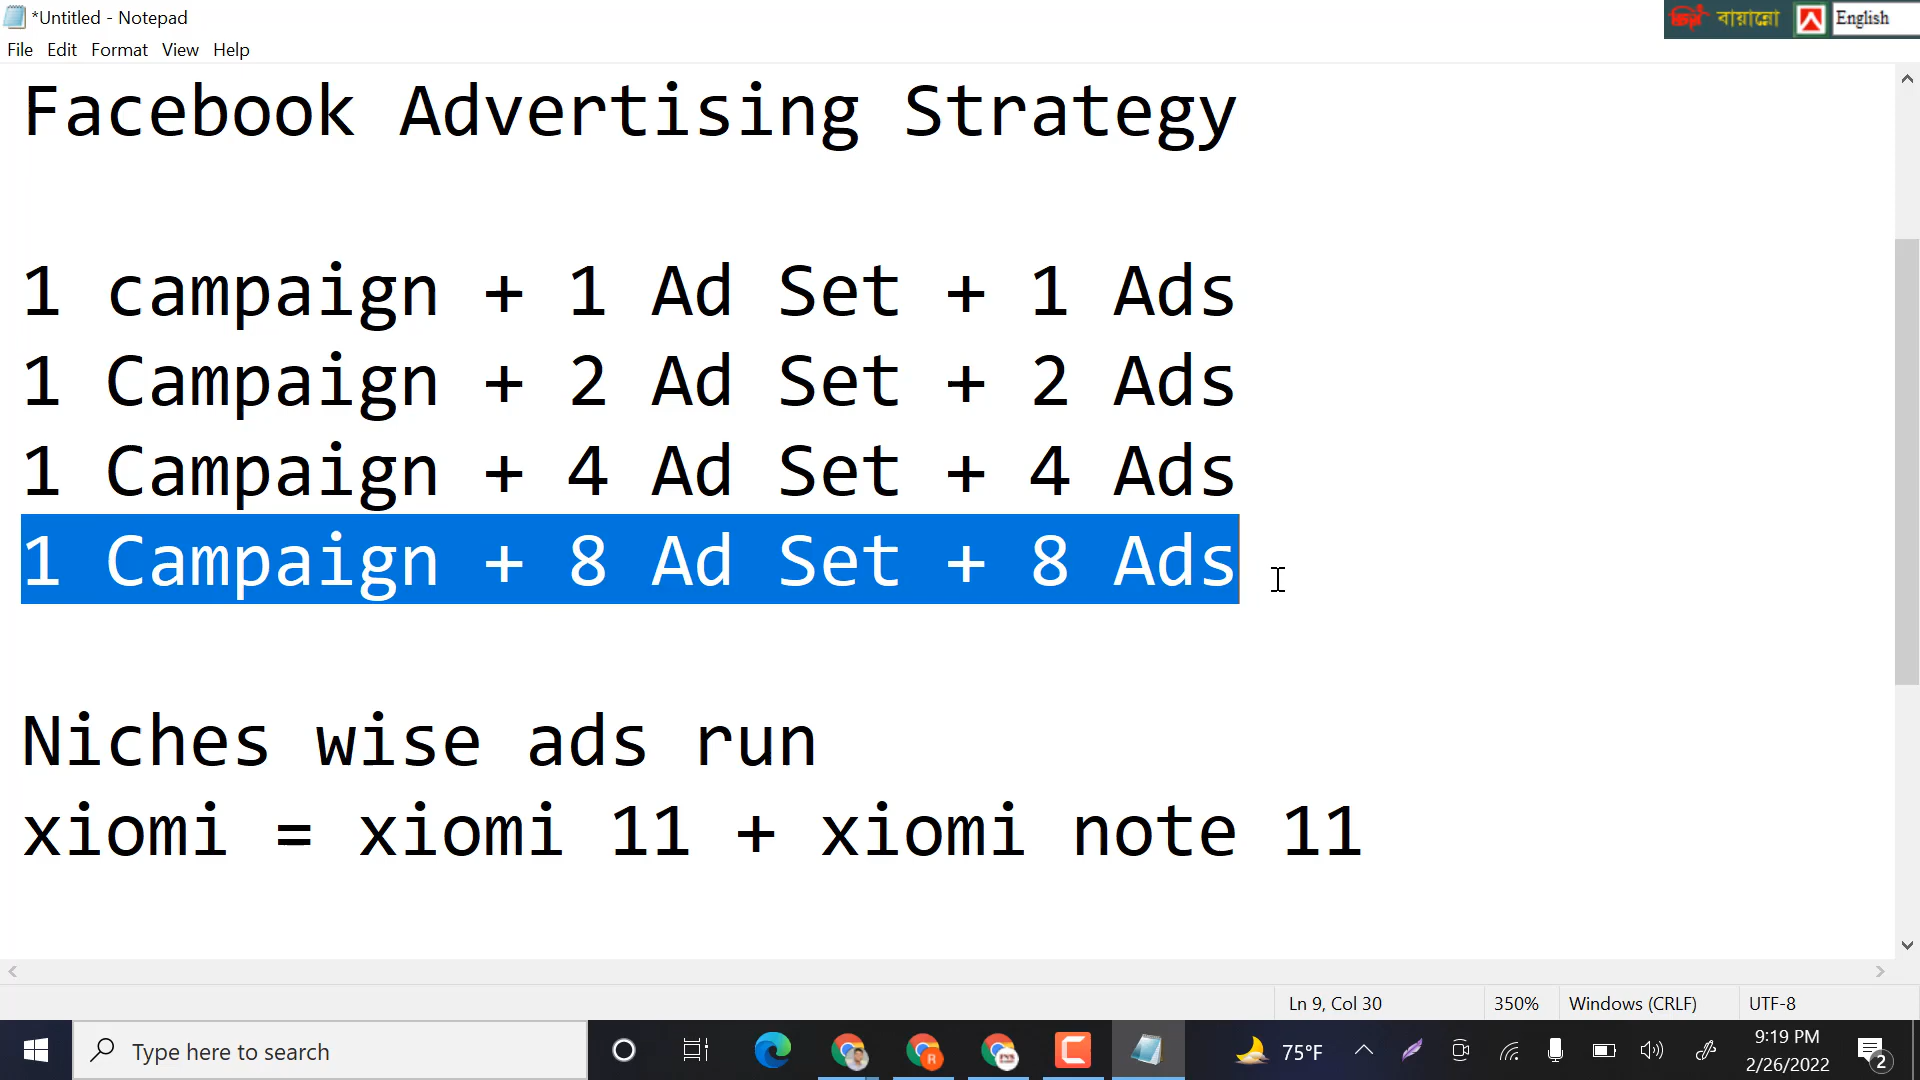 *Untitled - Notepad
বায়ান্নো
English
File Edit Format View Help
Facebook Advertising Strategy
1 campaign + 1 Ad Set + 1 Ads
1 Campaign + 2 Ad Set + 2 Ads
1 Campaign + 4 Ad Set + 4 Ads
1 Campaign + 8 Ad Set + 8 Ads
Niches wise ads run
xiomi = xiomi 11 + xiomi note 11
Ln 9, Col 30
350%
Windows (CRLF)
UTF-8
Type here to search
75°F
9:19 PM
2/26/2022
2